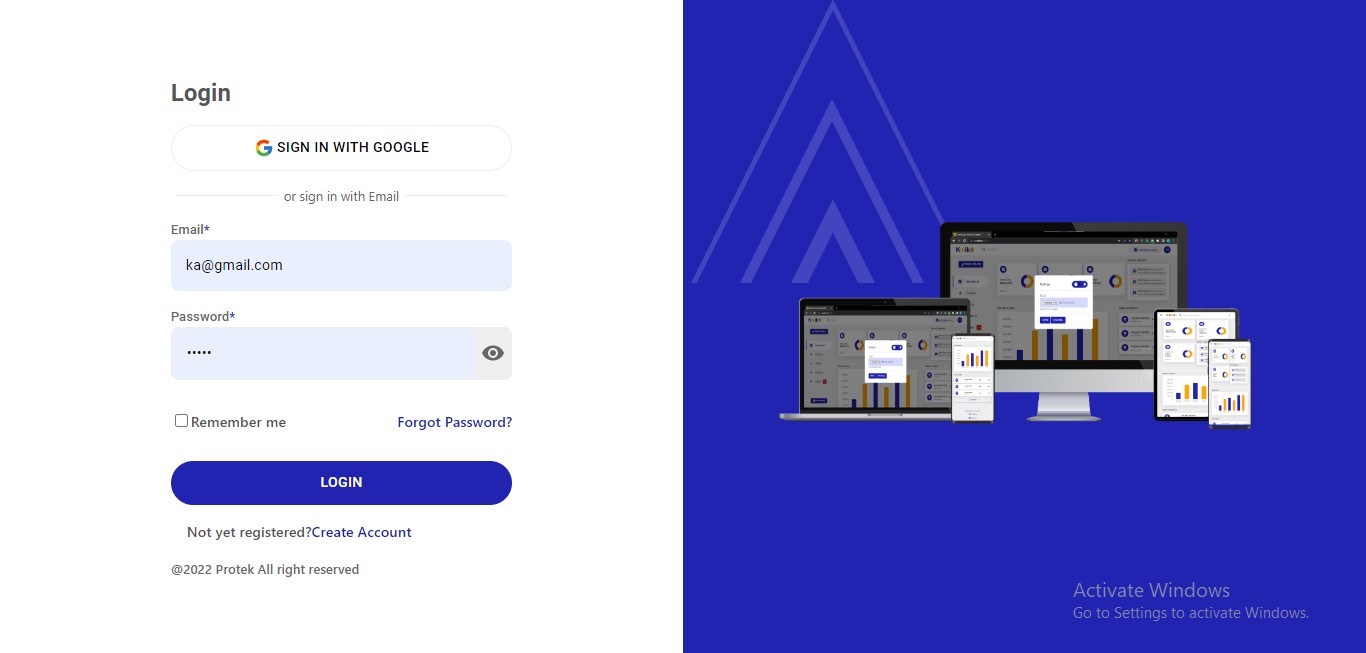 Login
SIGN IN WITH GOOGLE
or sign in with Email
Email*
ka@gmail.com
Password*
•••••
Remember me
Forgot Password?
LOGIN
Not yet registered?Create Account
@2022 Protek All right reserved
Activate Windows
Go to Settings to activate Windows.